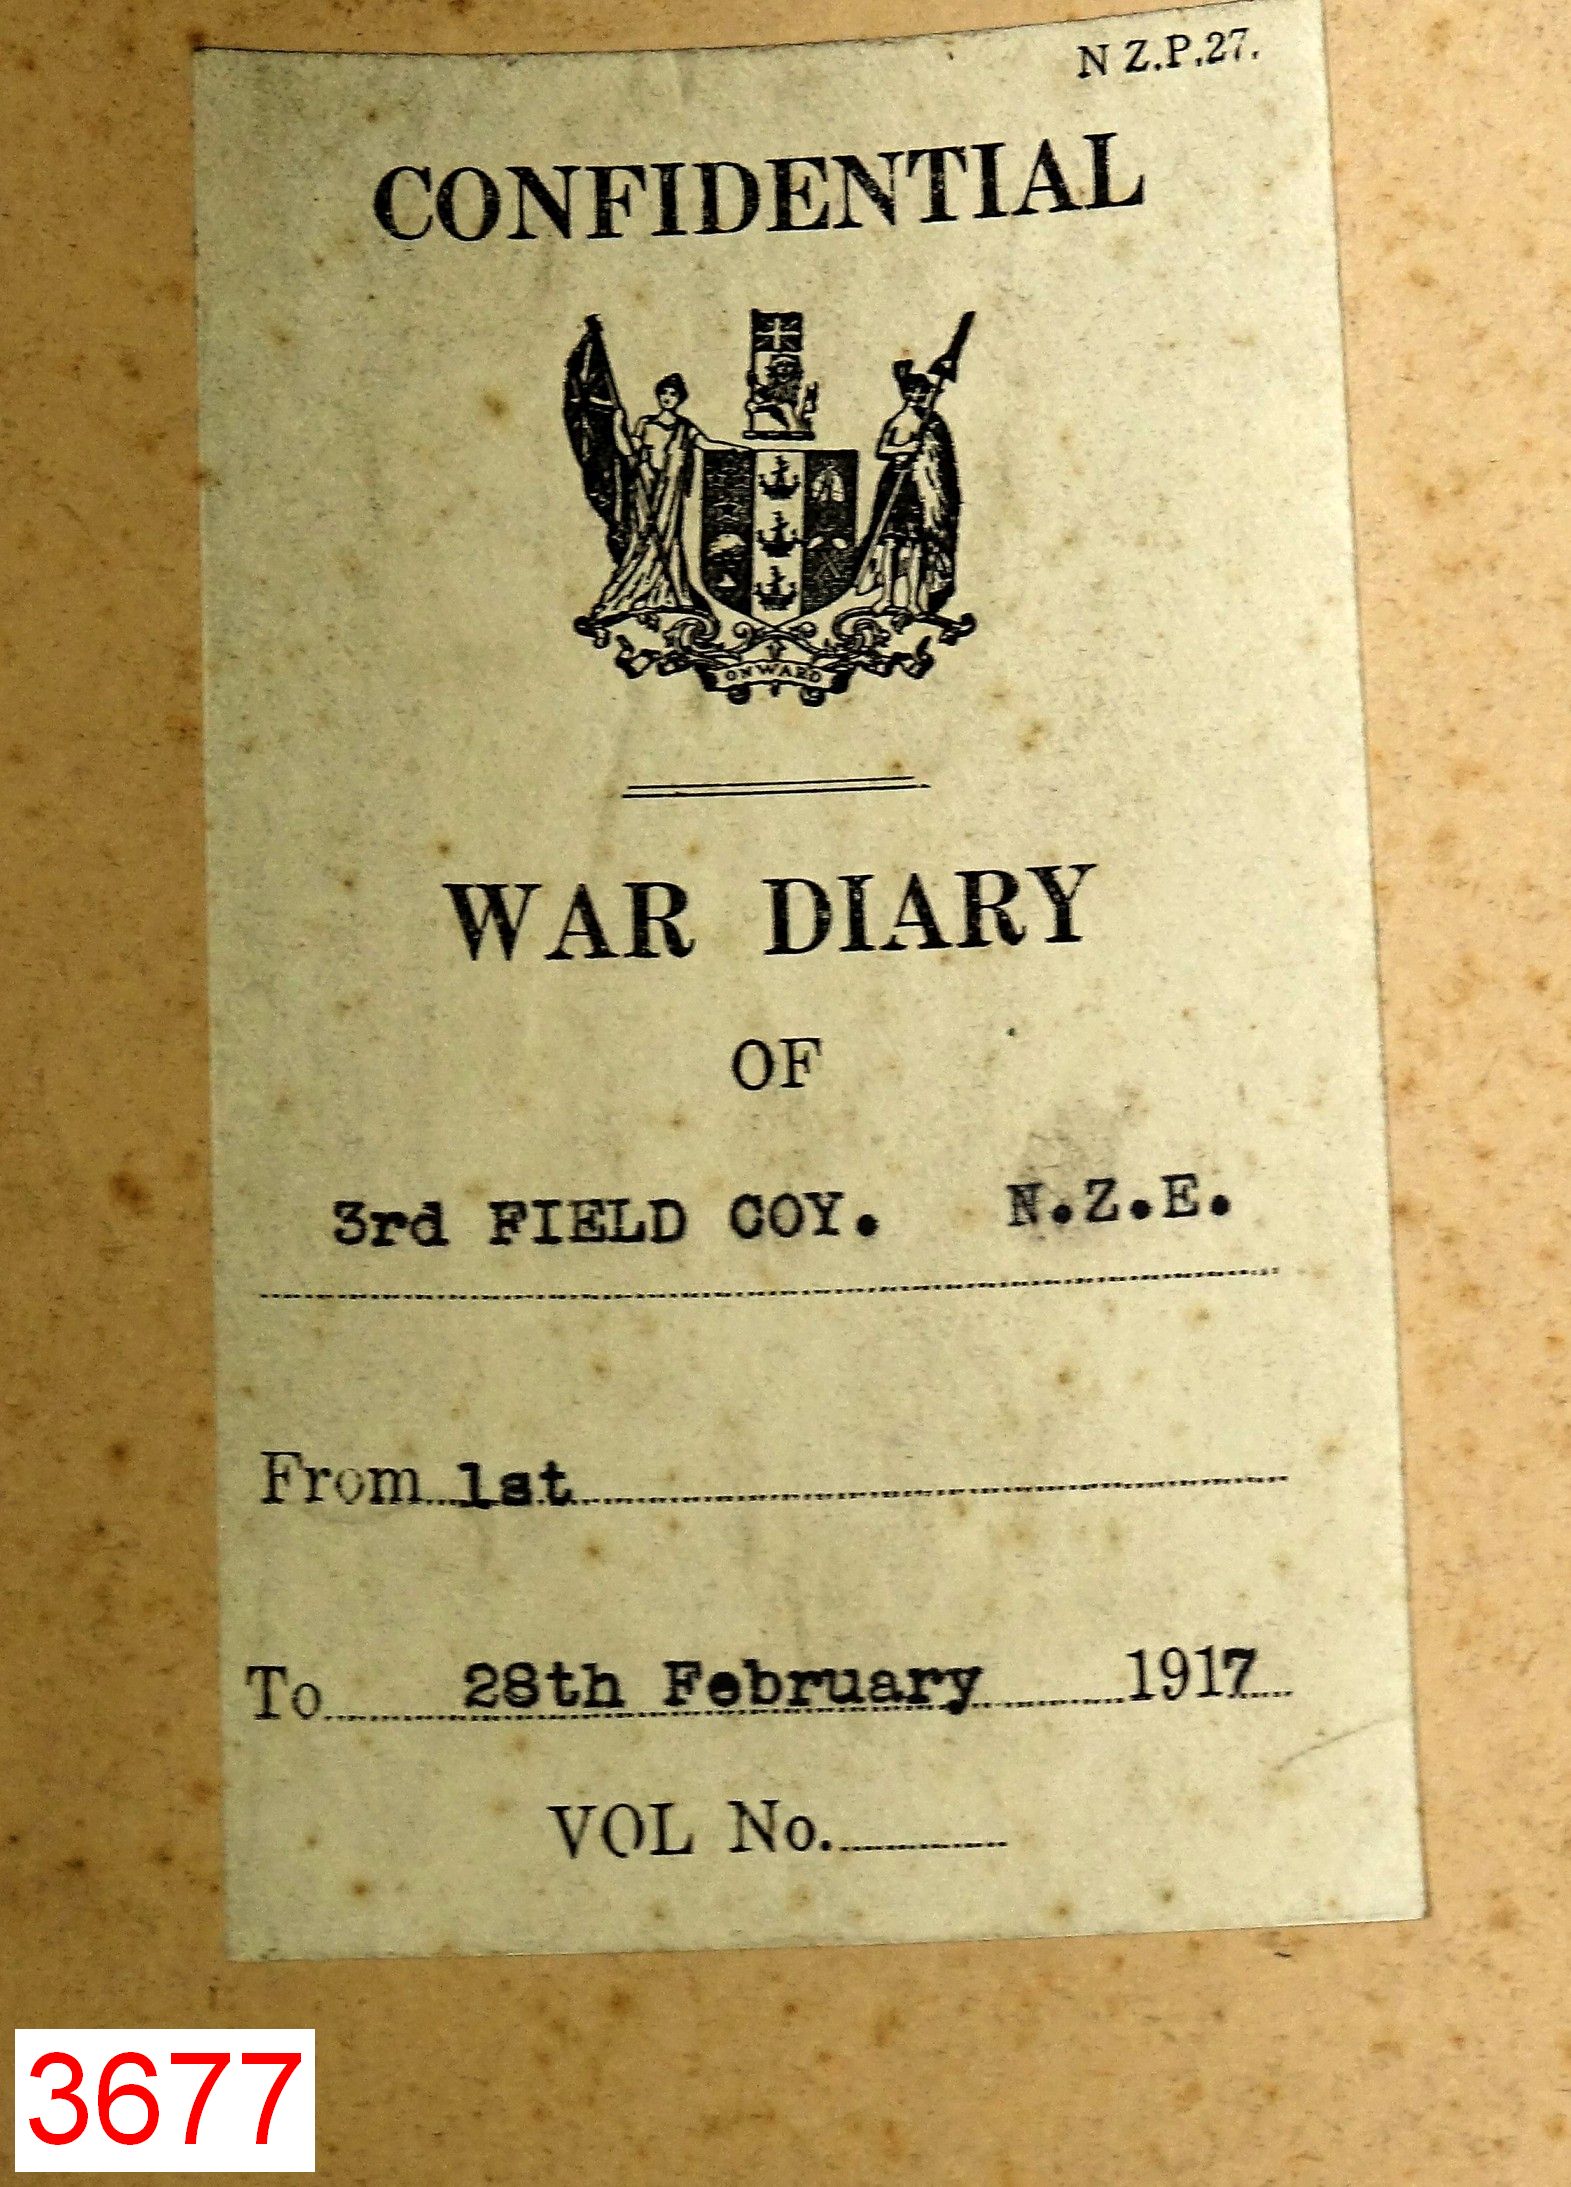 N Z.P.27.
CONFIDENTIAL
ONWARD
WAR DIARY
OF
3rd FIELD COY. N.Z.E.
From 1st
To 28th February 1917
VOL No.
3677